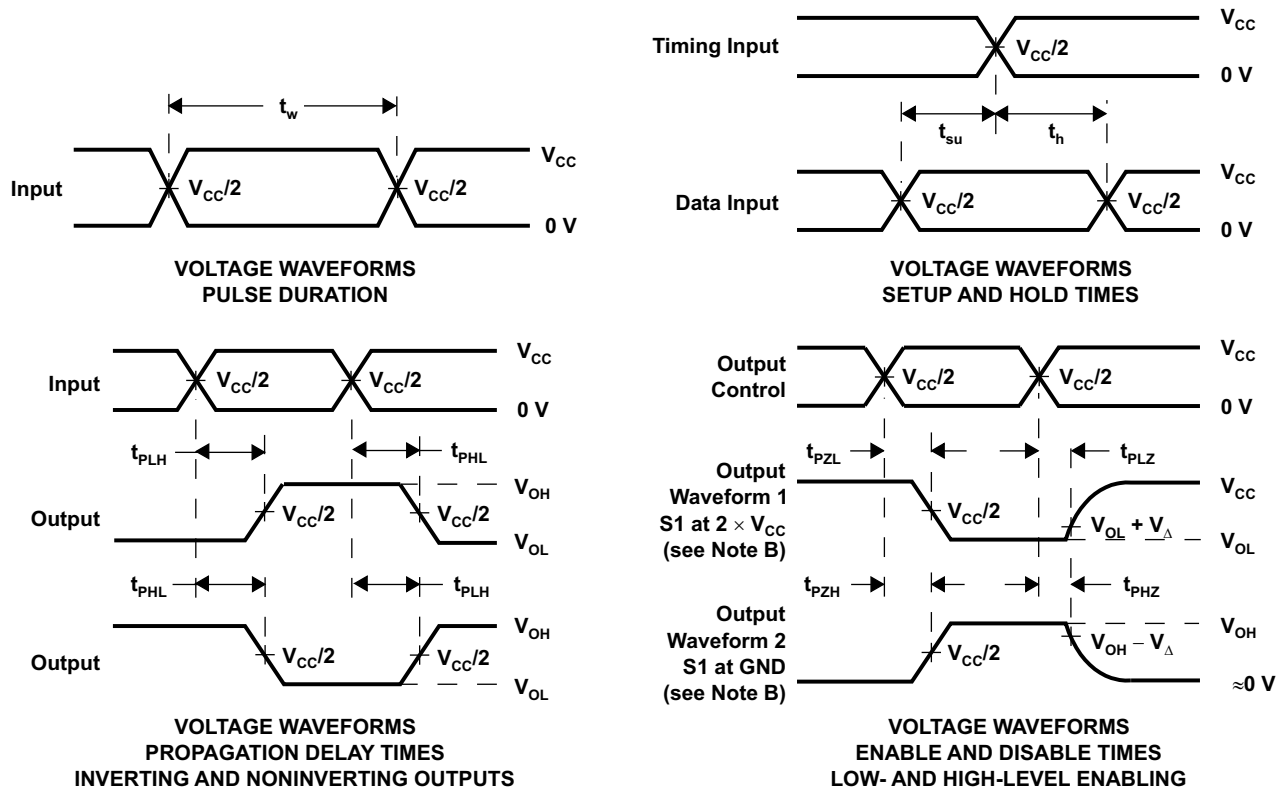 t_w
Input
V_CC/2
V_CC/2
V_CC
0 V
VOLTAGE WAVEFORMS
PULSE DURATION
Timing Input
V_CC/2
V_CC
0 V
t_su
t_h
Data Input
V_CC/2
V_CC/2
V_CC
0 V
VOLTAGE WAVEFORMS
SETUP AND HOLD TIMES
Input
V_CC/2
V_CC/2
V_CC
0 V
t_PLH
t_PHL
Output
V_CC/2
V_CC/2
V_OH
V_OL
t_PHL
t_PLH
Output
V_CC/2
V_CC/2
V_OH
V_OL
VOLTAGE WAVEFORMS
PROPAGATION DELAY TIMES
INVERTING AND NONINVERTING OUTPUTS
Output
Control
V_CC/2
V_CC/2
V_CC
0 V
t_PZL
t_PLZ
Output
Waveform 1
S1 at 2 × V_CC
(see Note B)
V_CC/2
V_OL + V_Δ
V_CC
V_OL
t_PZH
t_PHZ
Output
Waveform 2
S1 at GND
(see Note B)
V_CC/2
V_OH − V_Δ
V_OH
≈0 V
VOLTAGE WAVEFORMS
ENABLE AND DISABLE TIMES
LOW- AND HIGH-LEVEL ENABLING